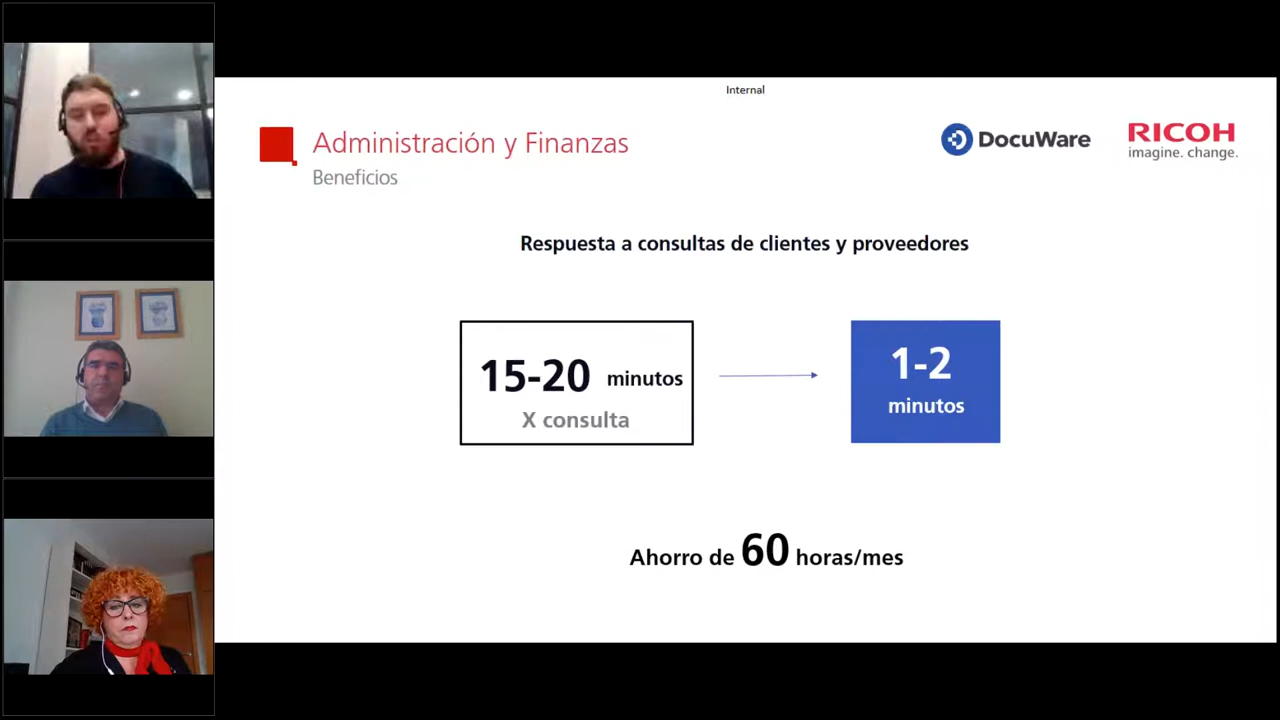 Internal
Administración y Finanzas
Beneficios
DocuWare
RICOH
imagine. change.
Respuesta a consultas de clientes y proveedores
15-20 minutos
X consulta
1-2
minutos
Ahorro de 60 horas/mes